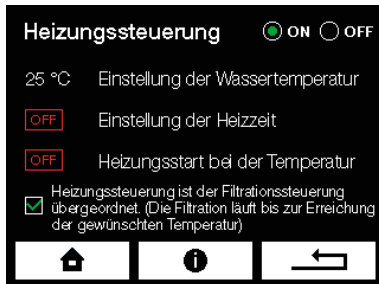 Heizungssteuerung ON OFF
25 °C Einstellung der Wassertemperatur
OFF Einstellung der Heizzeit
OFF Heizungsstart bei der Temperatur
Heizungssteuerung ist der Filtrationssteuerung
übergeordnet. (Die Filtration läuft bis zur Erreichung
der gewünschten Temperatur)